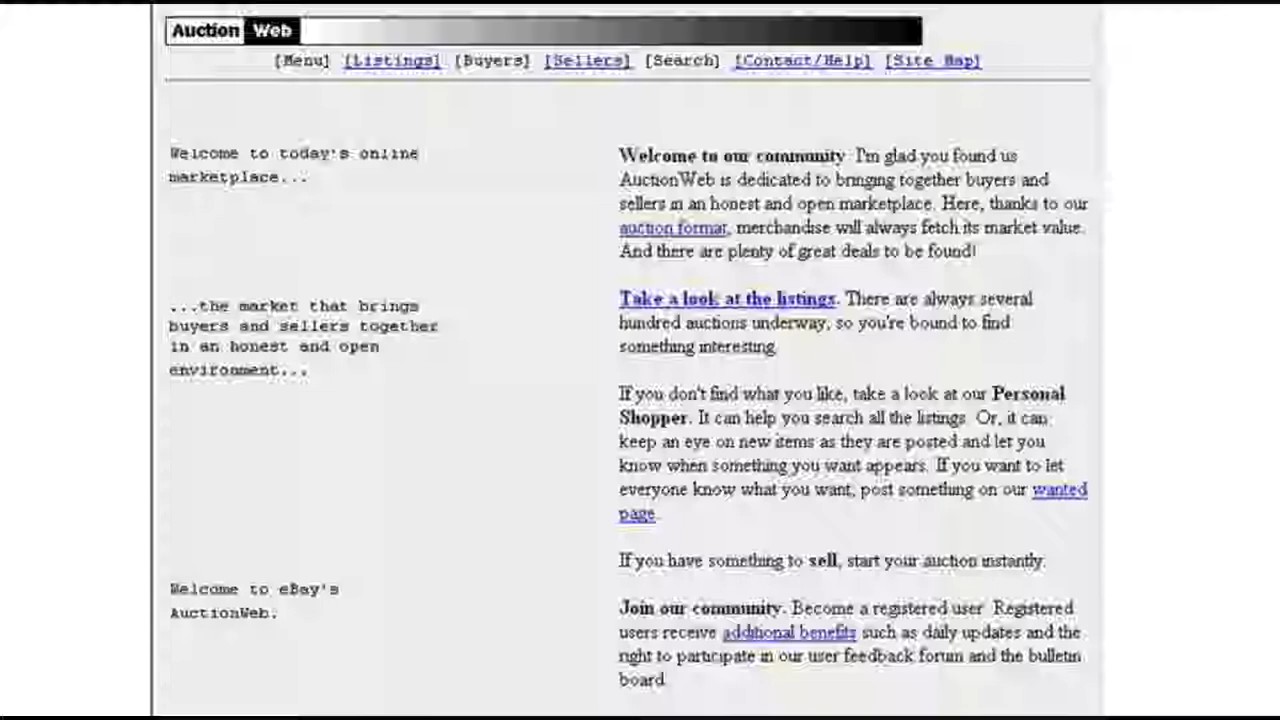 Auction Web
[Menu] [Listings] [Buyers] [Sellers] [Search] [Contact/Help] [Site Map]
Welcome to today's online
marketplace...
...the market that brings
buyers and sellers together
in an honest and open
environment...
Welcome to eBay's
AuctionWeb.
Welcome to our community. I'm glad you found us
AuctionWeb is dedicated to bringing together buyers and
sellers in an honest and open marketplace. Here, thanks to our
auction format, merchandise will always fetch its market value.
And there are plenty of great deals to be found!
Take a look at the listings. There are always several
hundred auctions underway, so you're bound to find
something interesting.
If you don't find what you like, take a look at our Personal
Shopper. It can help you search all the listings. Or, it can
keep an eye on new items as they are posted and let you
know when something you want appears. If you want to let
everyone know what you want, post something on our wanted
page.
If you have something to sell, start your auction instantly.
Join our community. Become a registered user. Registered
users receive additional benefits such as daily updates and the
right to participate in our user feedback forum and the bulletin
board.